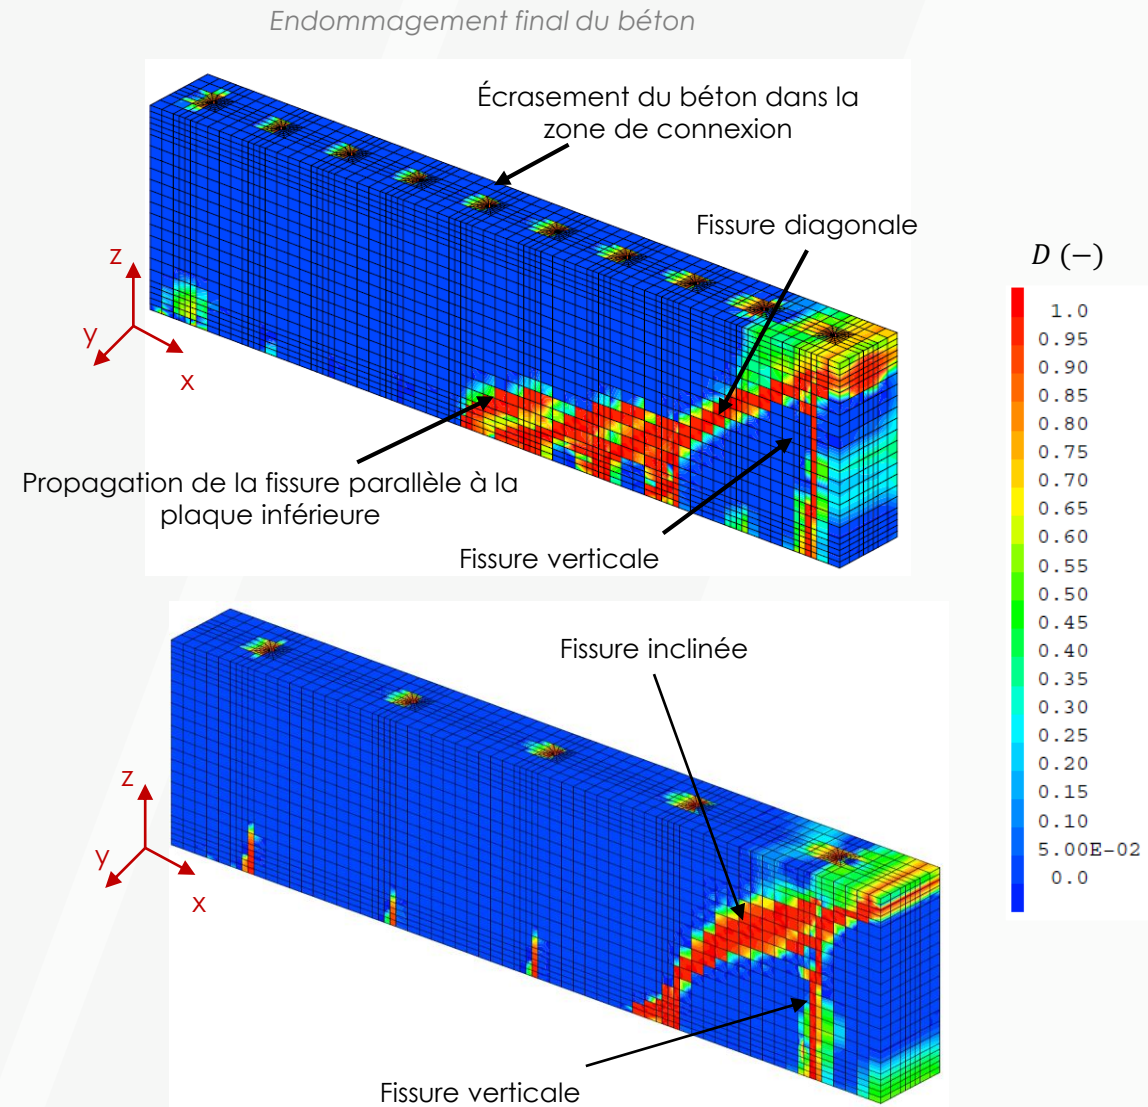 Endommagement final du béton
Écrasement du béton dans la
zone de connexion
Fissure diagonale
D (−)
z
y
x
1.0
0.95
0.90
0.85
0.80
0.75
0.70
0.65
0.60
0.55
0.50
0.45
0.40
0.35
0.30
0.25
0.20
0.15
0.10
5.00E-02
0.0
Propagation de la fissure parallèle à la
plaque inférieure
Fissure verticale
Fissure inclinée
z
y
x
Fissure verticale